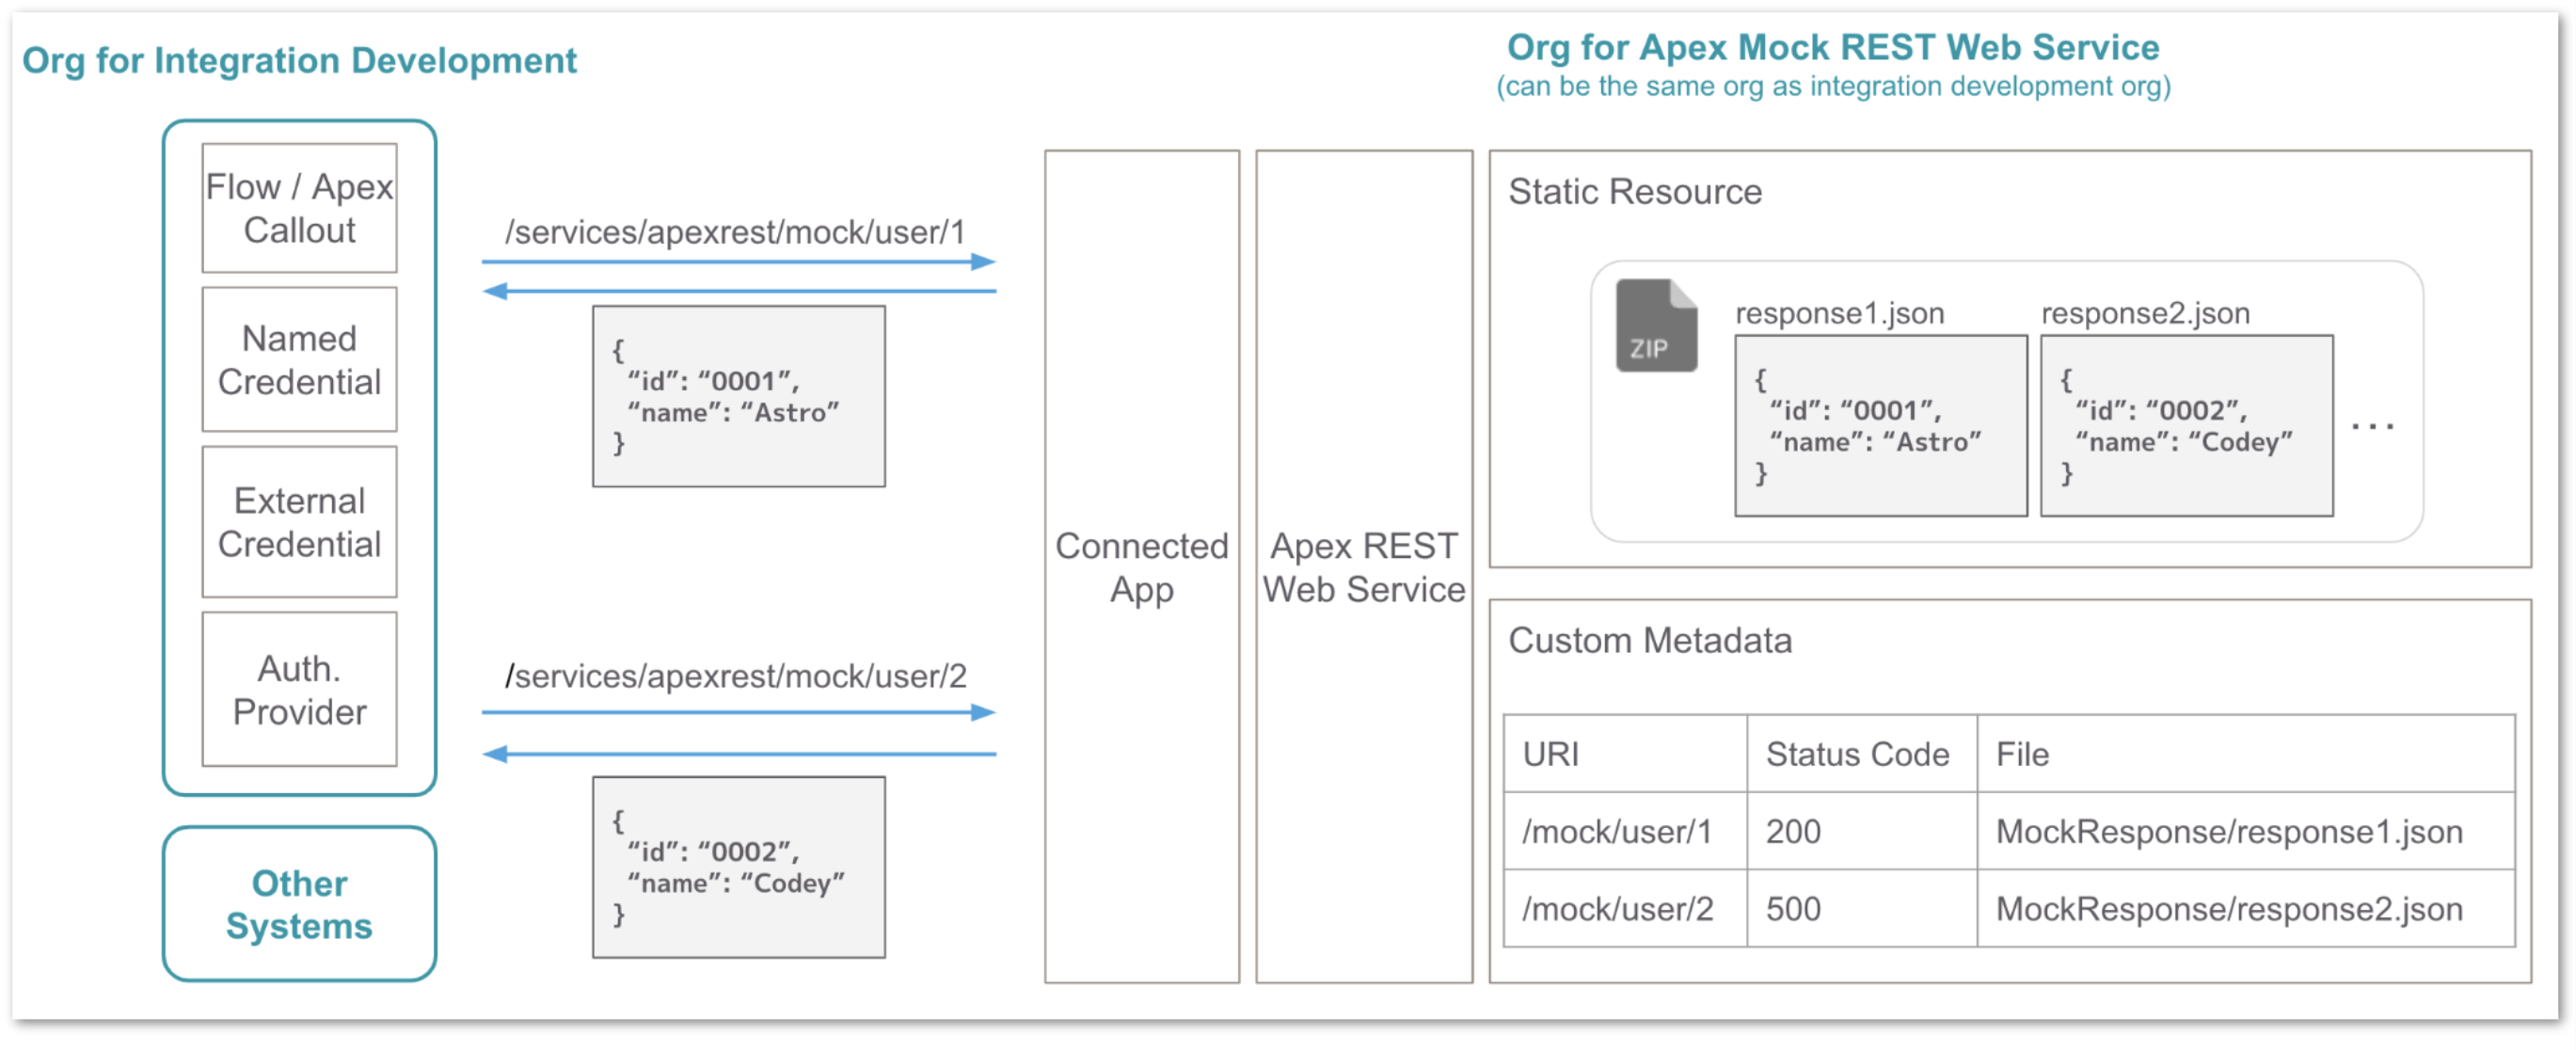 Org for Integration Development
Org for Apex Mock REST Web Service
(can be the same org as integration development org)
Flow / Apex
Callout
Named
Credential
External
Credential
Auth.
Provider
Other
Systems
/services/apexrest/mock/user/1
{
“id”: “0001”,
“name”: “Astro”
}
/services/apexrest/mock/user/2
{
“id”: “0002”,
“name”: “Codey”
}
Connected
App
Apex REST
Web Service
Static Resource
ZIP
response1.json
{
“id”: “0001”,
“name”: “Astro”
}
response2.json
{
“id”: “0002”,
“name”: “Codey”
}
...
Custom Metadata
URI Status Code File
/mock/user/1 200 MockResponse/response1.json
/mock/user/2 500 MockResponse/response2.json